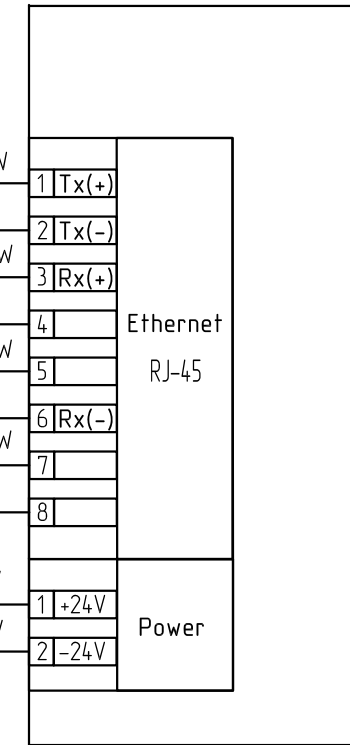 W
1 Tx(+)
2 Tx(-)
W
3 Rx(+)
4
Ethernet
W
5
RJ-45
6 Rx(-)
W
7
8
1 +24V
Power
2 -24V